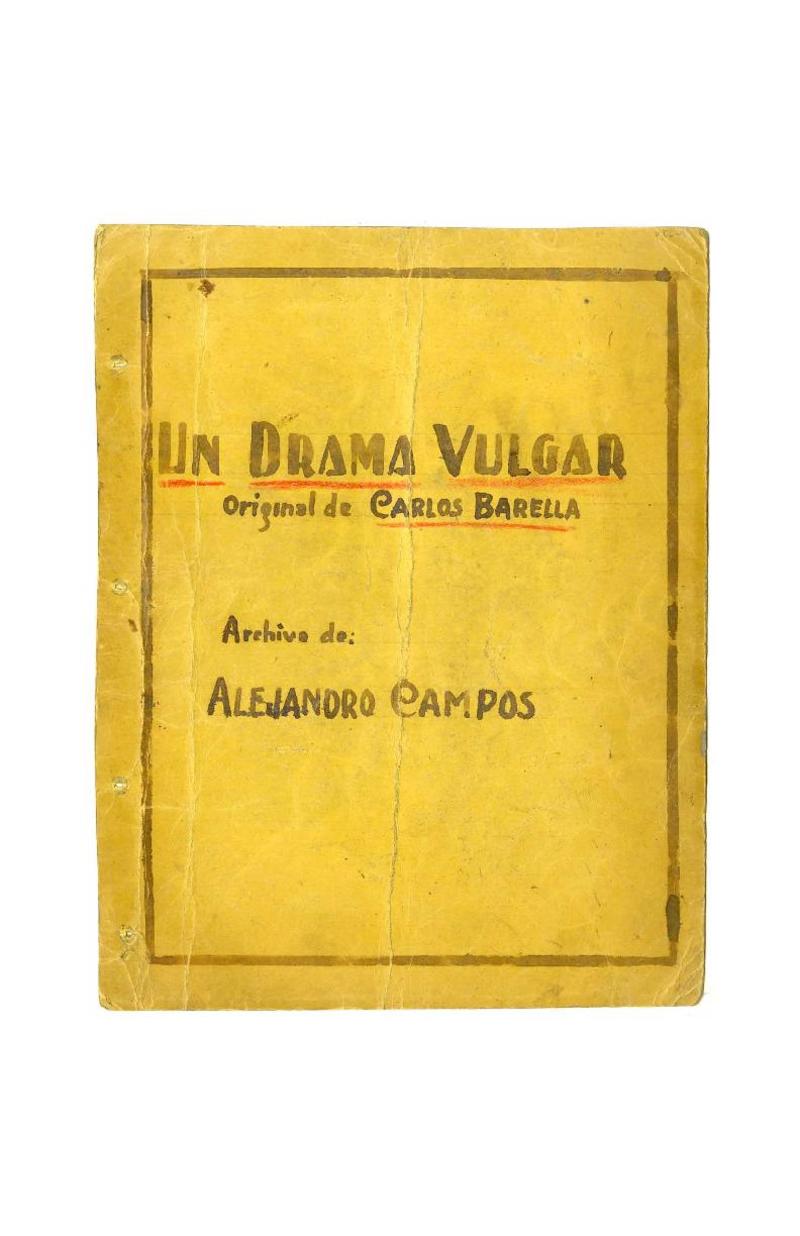 UN DRAMA VULGAR
Original de CARLOS BARELLA
Archivo de:
ALEJANDRO CAMPOS